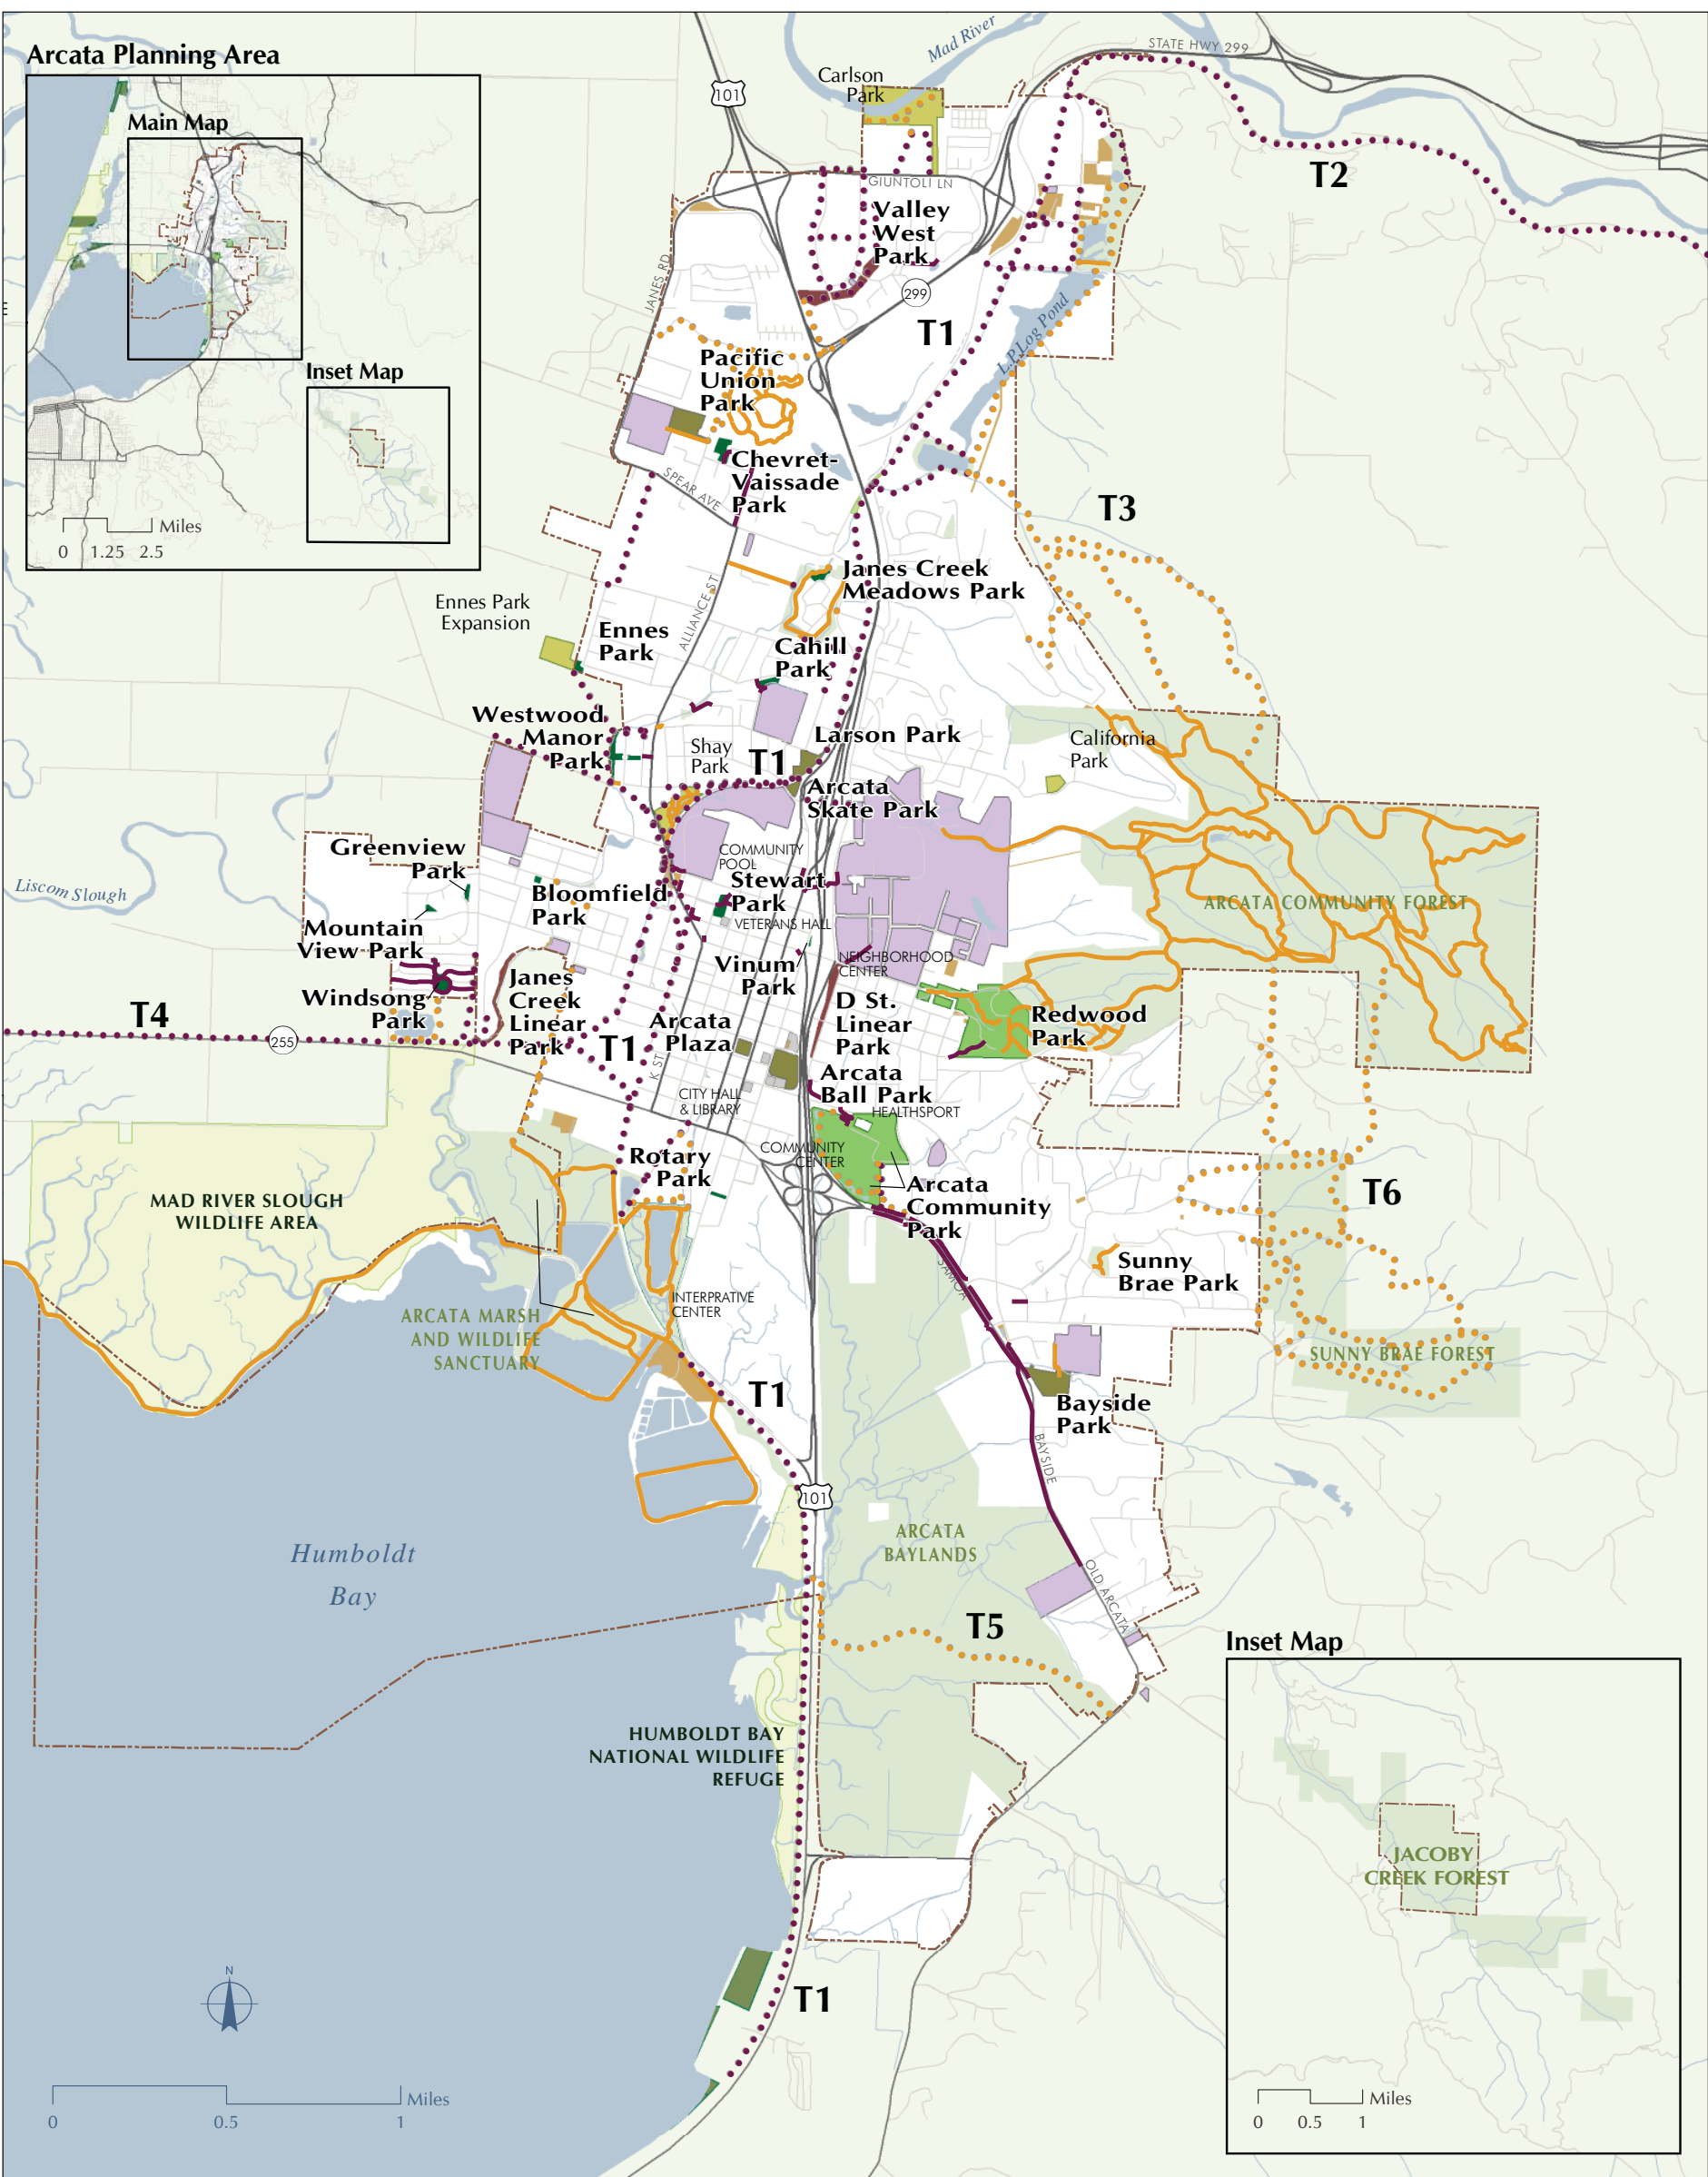 Arcata Planning Area
Main Map
Inset Map
Miles
0 1.25 2.5
101
Mad River
STATE HWY 299
Carlson
Park
GIUNTOLI LN
T2
Valley
West
Park
JANES RD
299
T1
L.P. Log Pond
Pacific
Union
Park
Chevret-
Vaissade
Park
SPEAR AVE
T3
Janes Creek
Meadows Park
ALLIANCE ST
Ennes Park
Expansion
Ennes
Park
Cahill
Park
Westwood
Manor
Park
Shay
Park
T1
Larson Park
California
Park
Arcata
Skate Park
Greenview
Park
COMMUNITY
POOL
Stewart
Park
Liscom Slough
Bloomfield
Park
VETERANS HALL
ARCATA COMMUNITY FOREST
Mountain
View Park
NEIGHBORHOOD
CENTER
Vinum
Park
Windsong
Park
Janes
Creek
Linear
Park
D St.
Linear
Park
Redwood
Park
T4
255
T1
Arcata
Plaza
K ST
Arcata
Ball Park
CITY HALL
& LIBRARY
HEALTHSPORT
COMMUNITY
CENTER
Rotary
Park
MAD RIVER SLOUGH
WILDLIFE AREA
Arcata
Community
Park
T6
SAMOA
Sunny
Brae Park
INTERPRATIVE
CENTER
ARCATA MARSH
AND WILDLIFE
SANCTUARY
SUNNY BRAE FOREST
T1
Bayside
Park
BAYSIDE
101
Humboldt
Bay
ARCATA
BAYLANDS
OLD ARCATA
T5
Inset Map
HUMBOLDT BAY
NATIONAL WILDLIFE
REFUGE
JACOBY
CREEK FOREST
N
T1
Miles
0 0.5 1
Miles
0 0.5 1